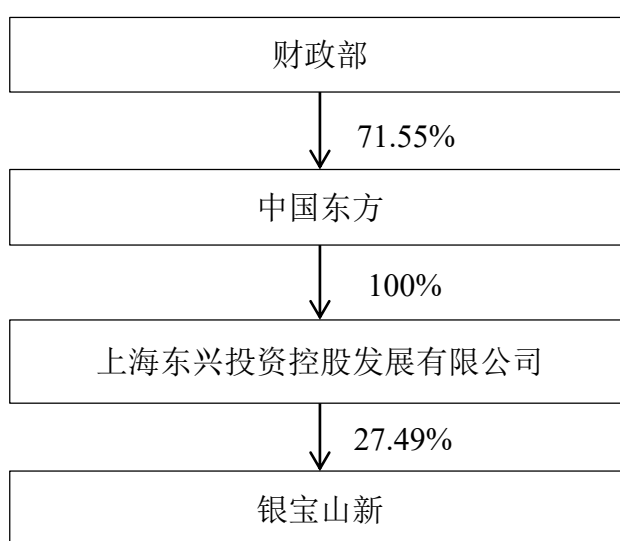 财政部
71.55%
中国东方
100%
上海东兴投资控股发展有限公司
27.49%
银宝山新